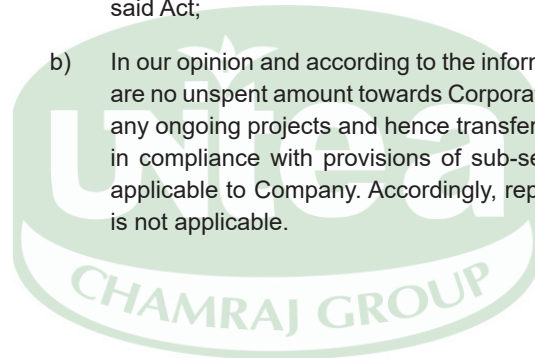 said Act;
b) In our opinion and according to the inform
are no unspent amount towards Corporat
any ongoing projects and hence transfer
in compliance with provisions of sub-se
applicable to Company. Accordingly, rep
is not applicable.
unitea
CHAMRAJ GROUP